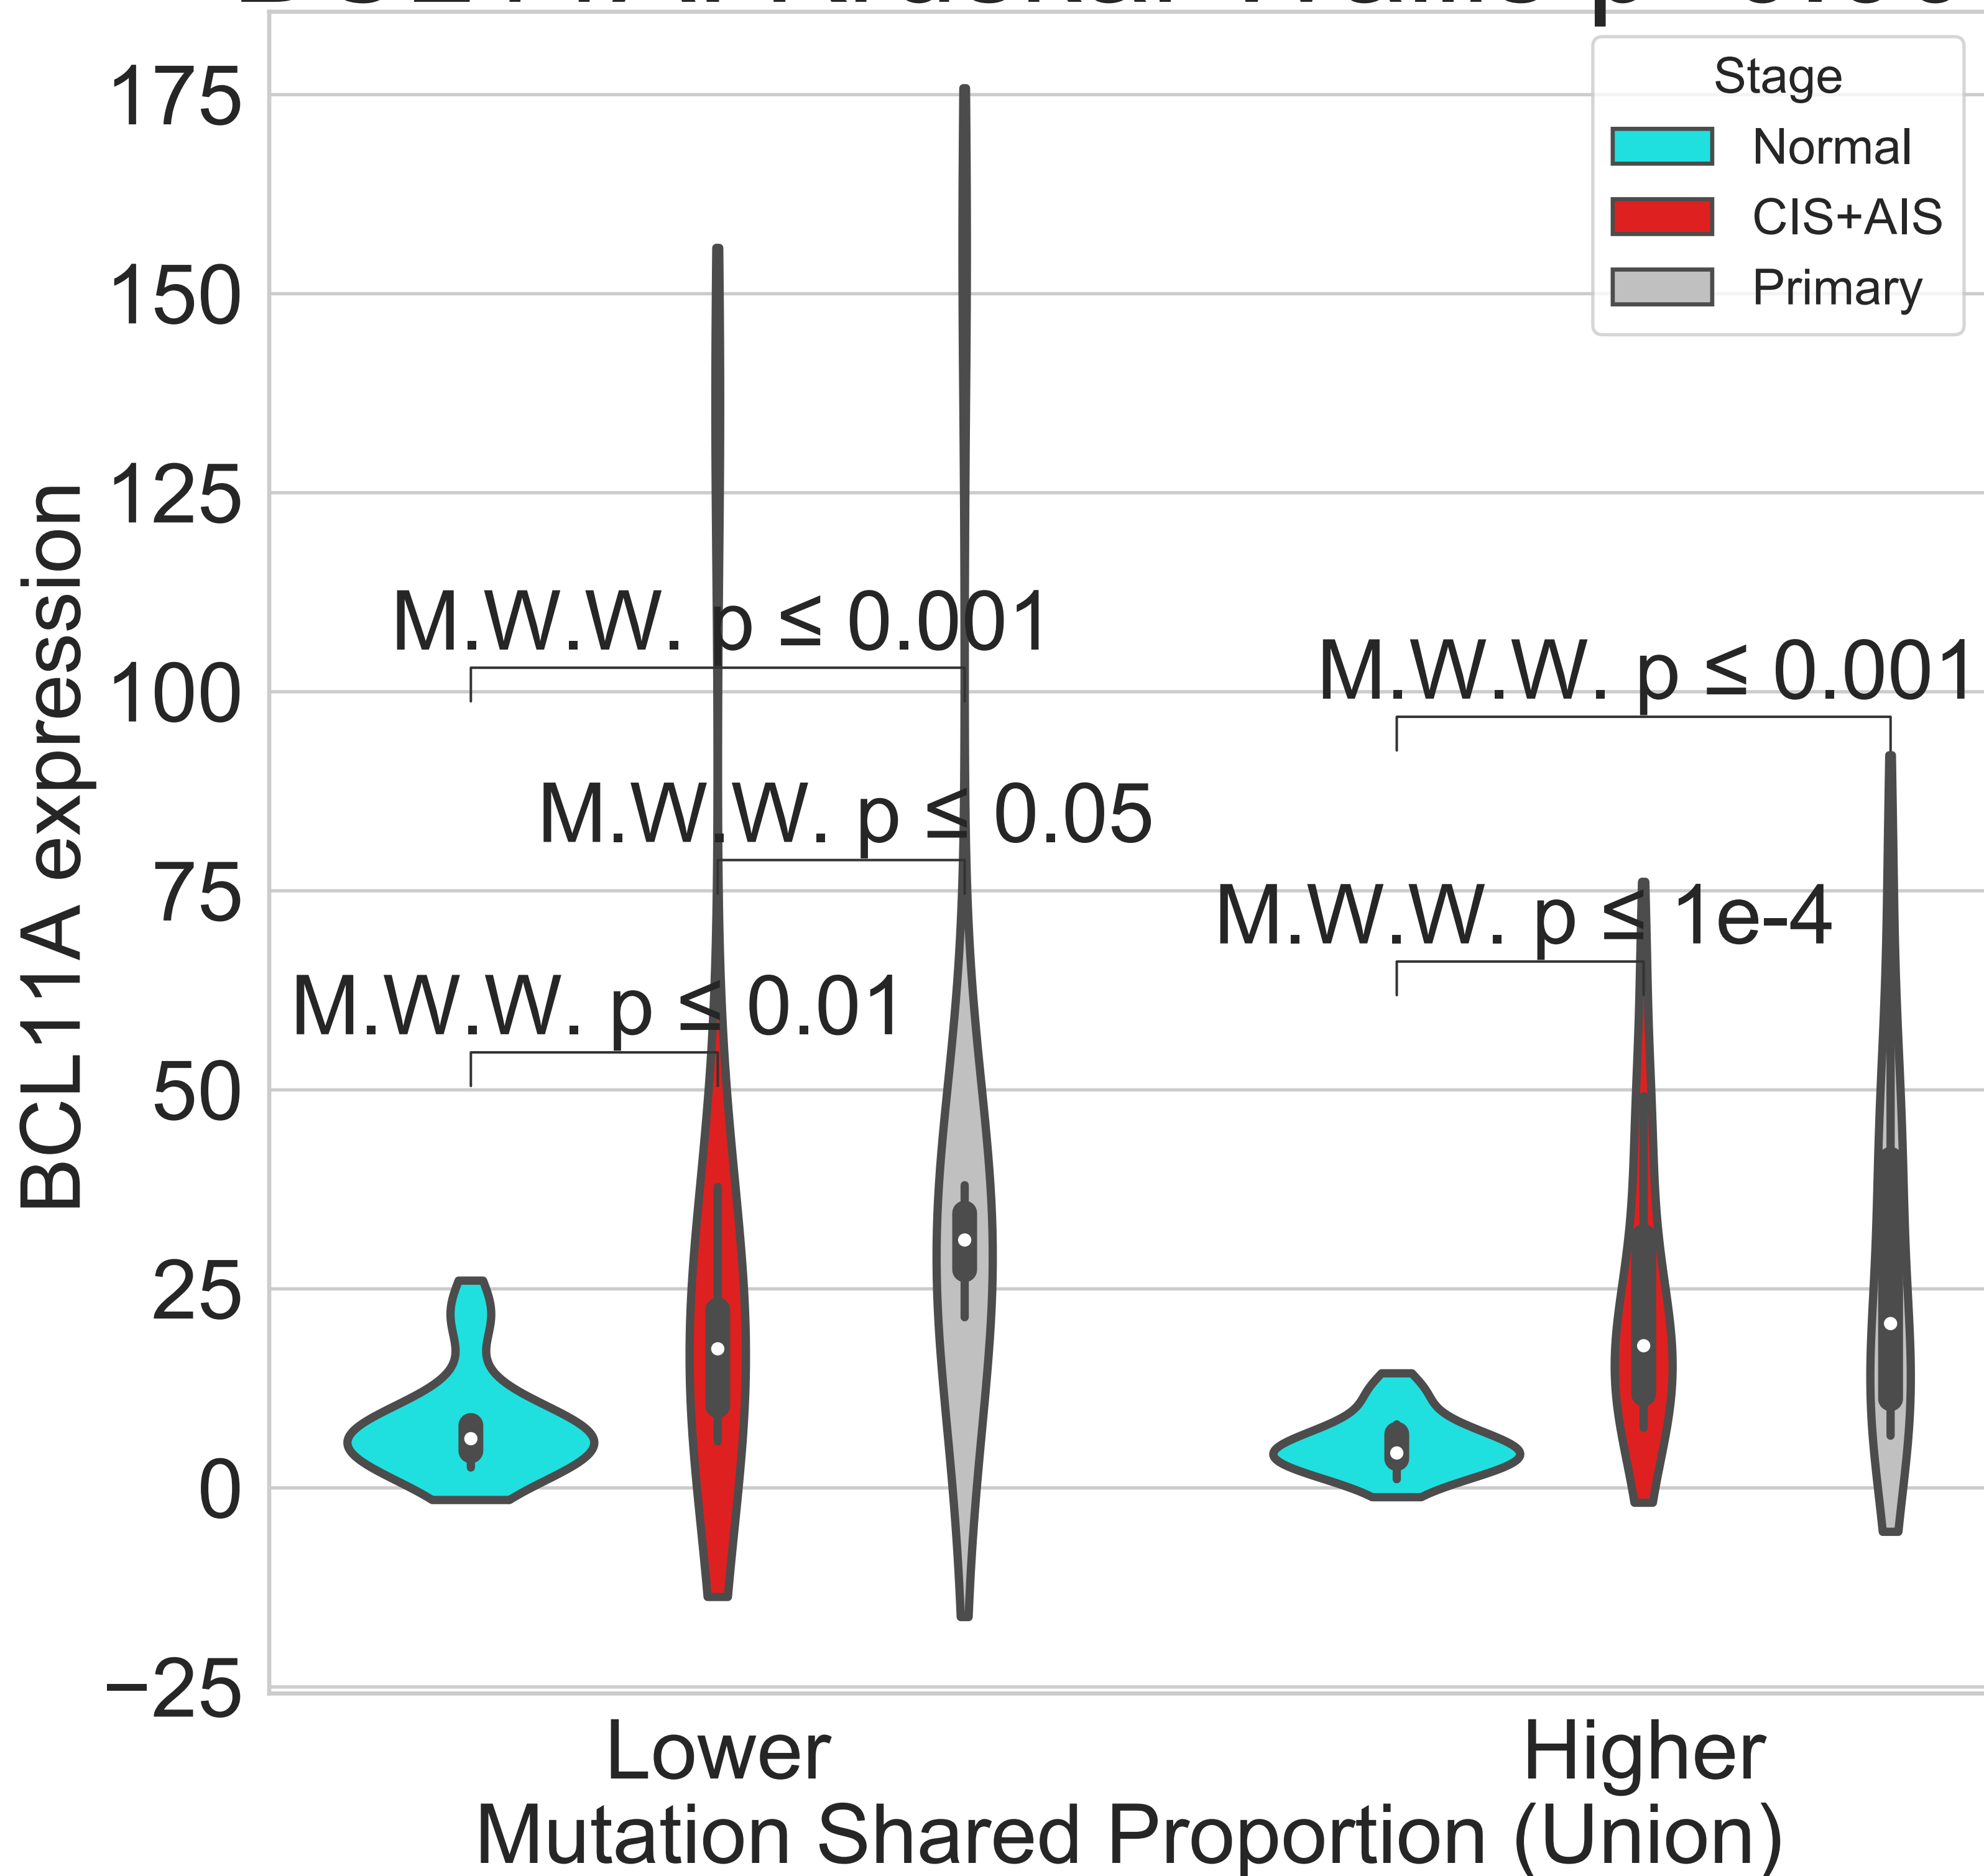 Stage
Normal
CIS+AIS
Primary
175
150
125
100
75
50
25
0
−25
BCL11A expression
M.W.W. p ≤ 0.001
M.W.W. p ≤ 0.05
M.W.W. p ≤ 0.01
M.W.W. p ≤ 0.001
M.W.W. p ≤ 1e-4
Lower
Higher
Mutation Shared Proportion (Union)